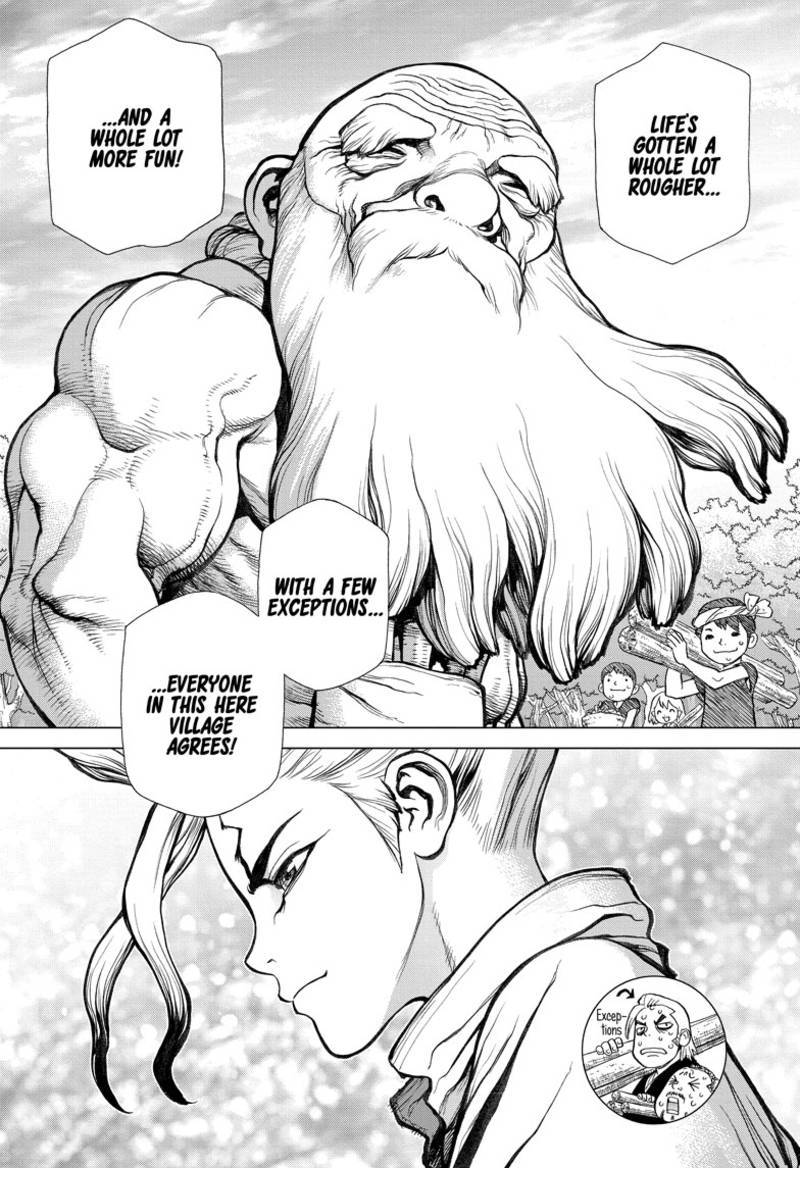 LIFE'S
GOTTEN A
WHOLE LOT
ROUGHER...
...AND A
WHOLE LOT
MORE FUN!
WITH A FEW
EXCEPTIONS...
...EVERYONE
IN THIS HERE
VILLAGE
AGREES!
Excep-
tions